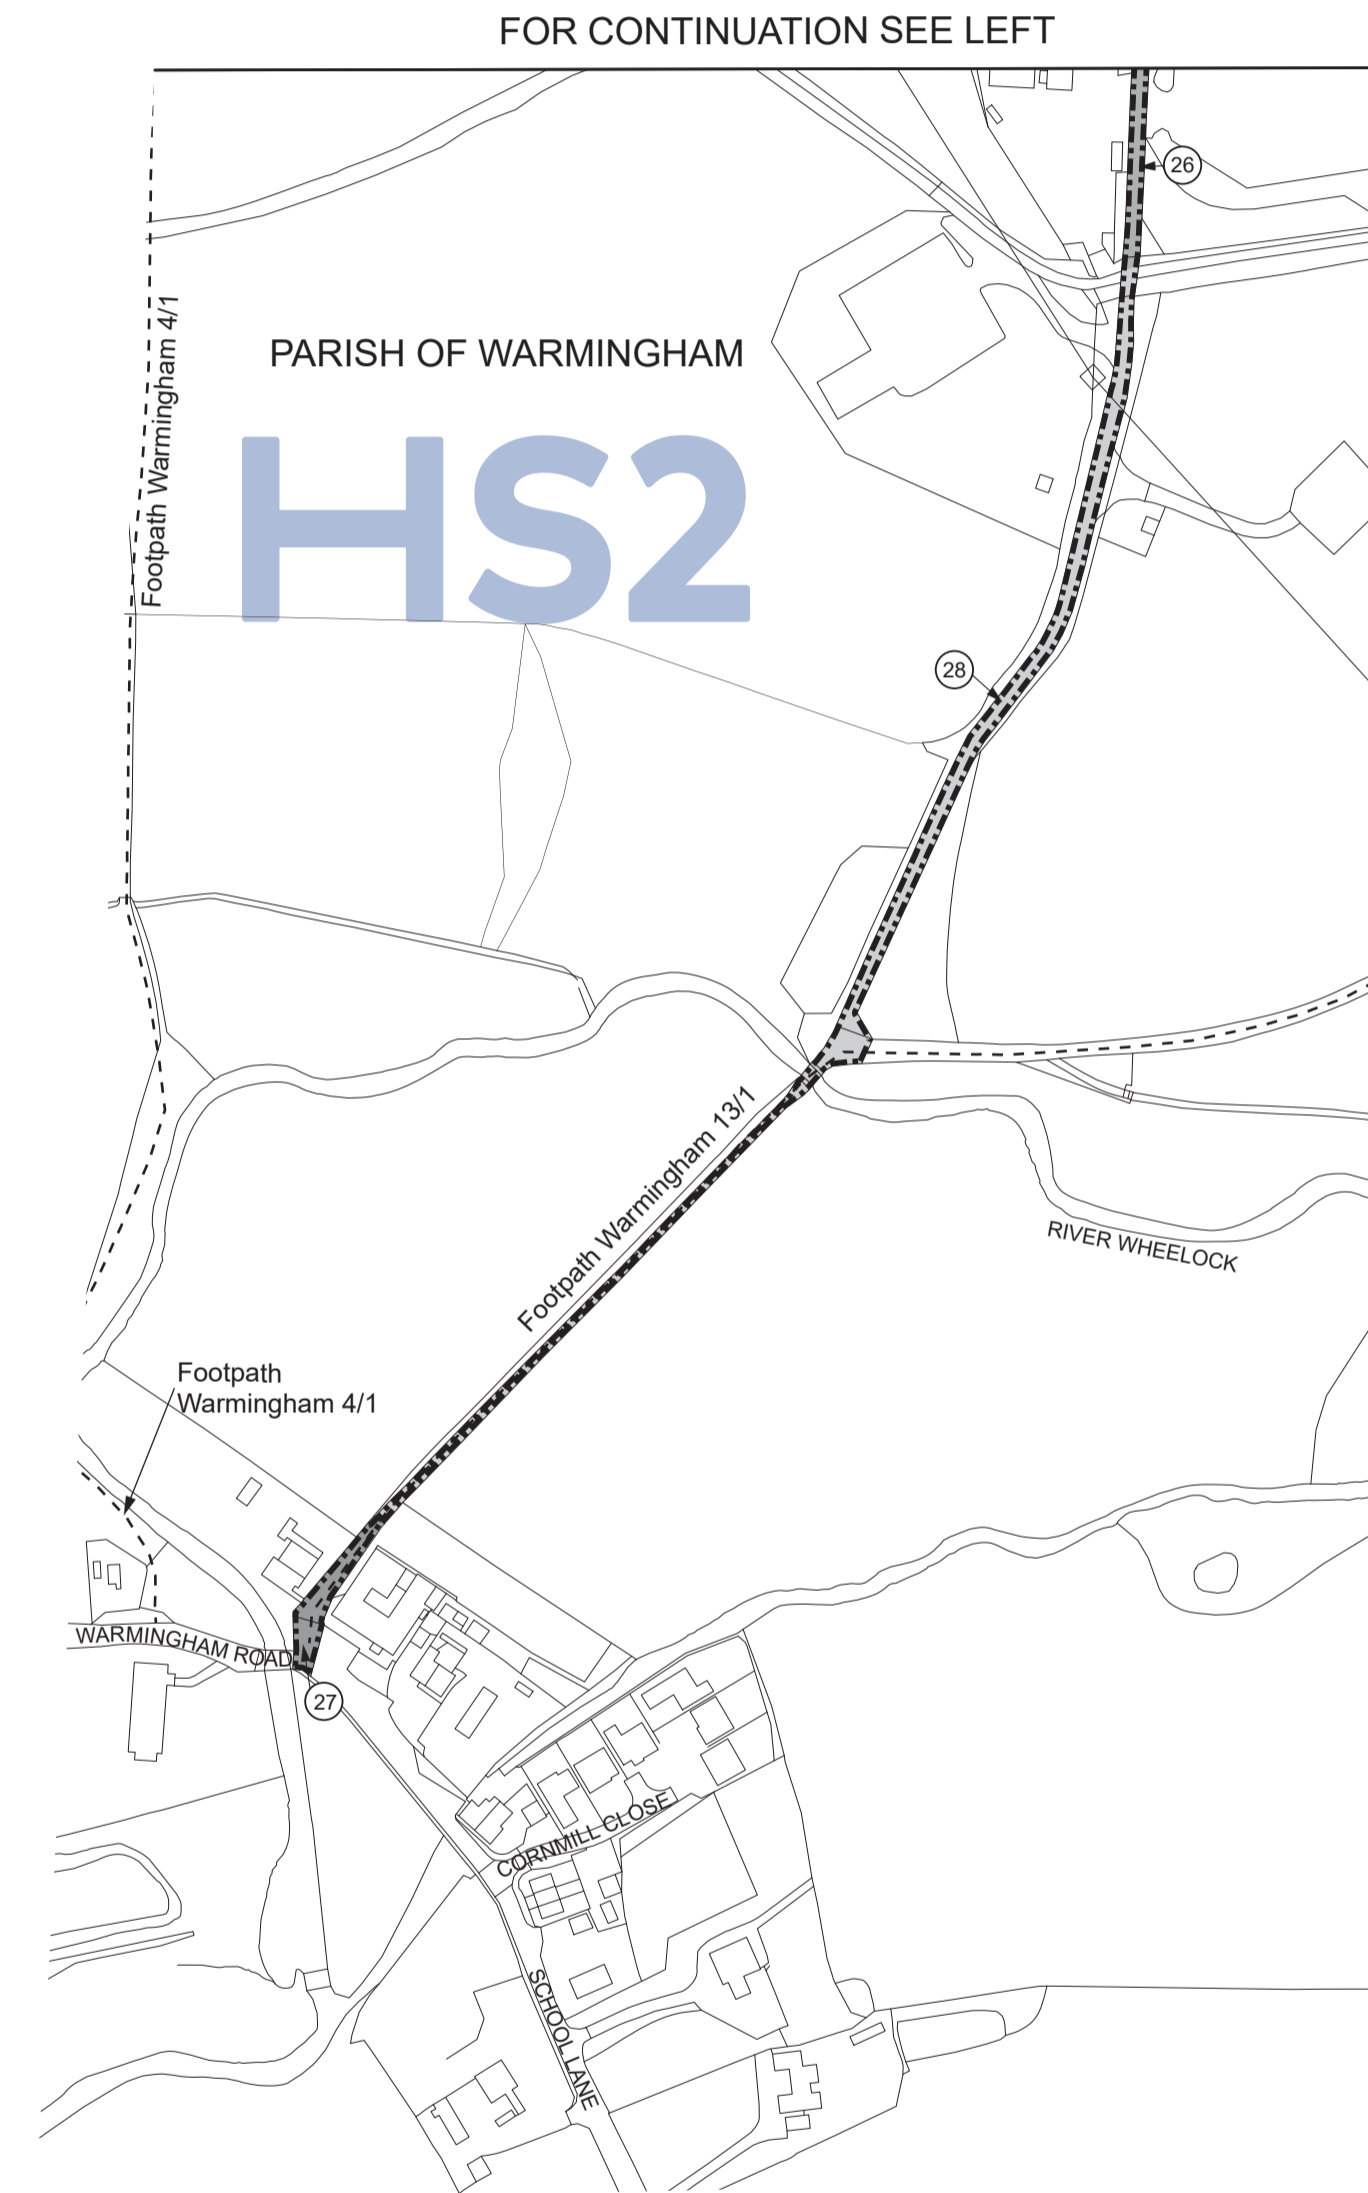 FOR CONTINUATION SEE LEFT
26
Footpath Warmingham 4/1
PARISH OF WARMINGHAM
HS2
28
Footpath Warmingham 13/1
RIVER WHEELOCK
Footpath
Warmingham 4/1
WARMINGHAM ROAD
27
CORNMILL CLOSE
SCHOOL LANE